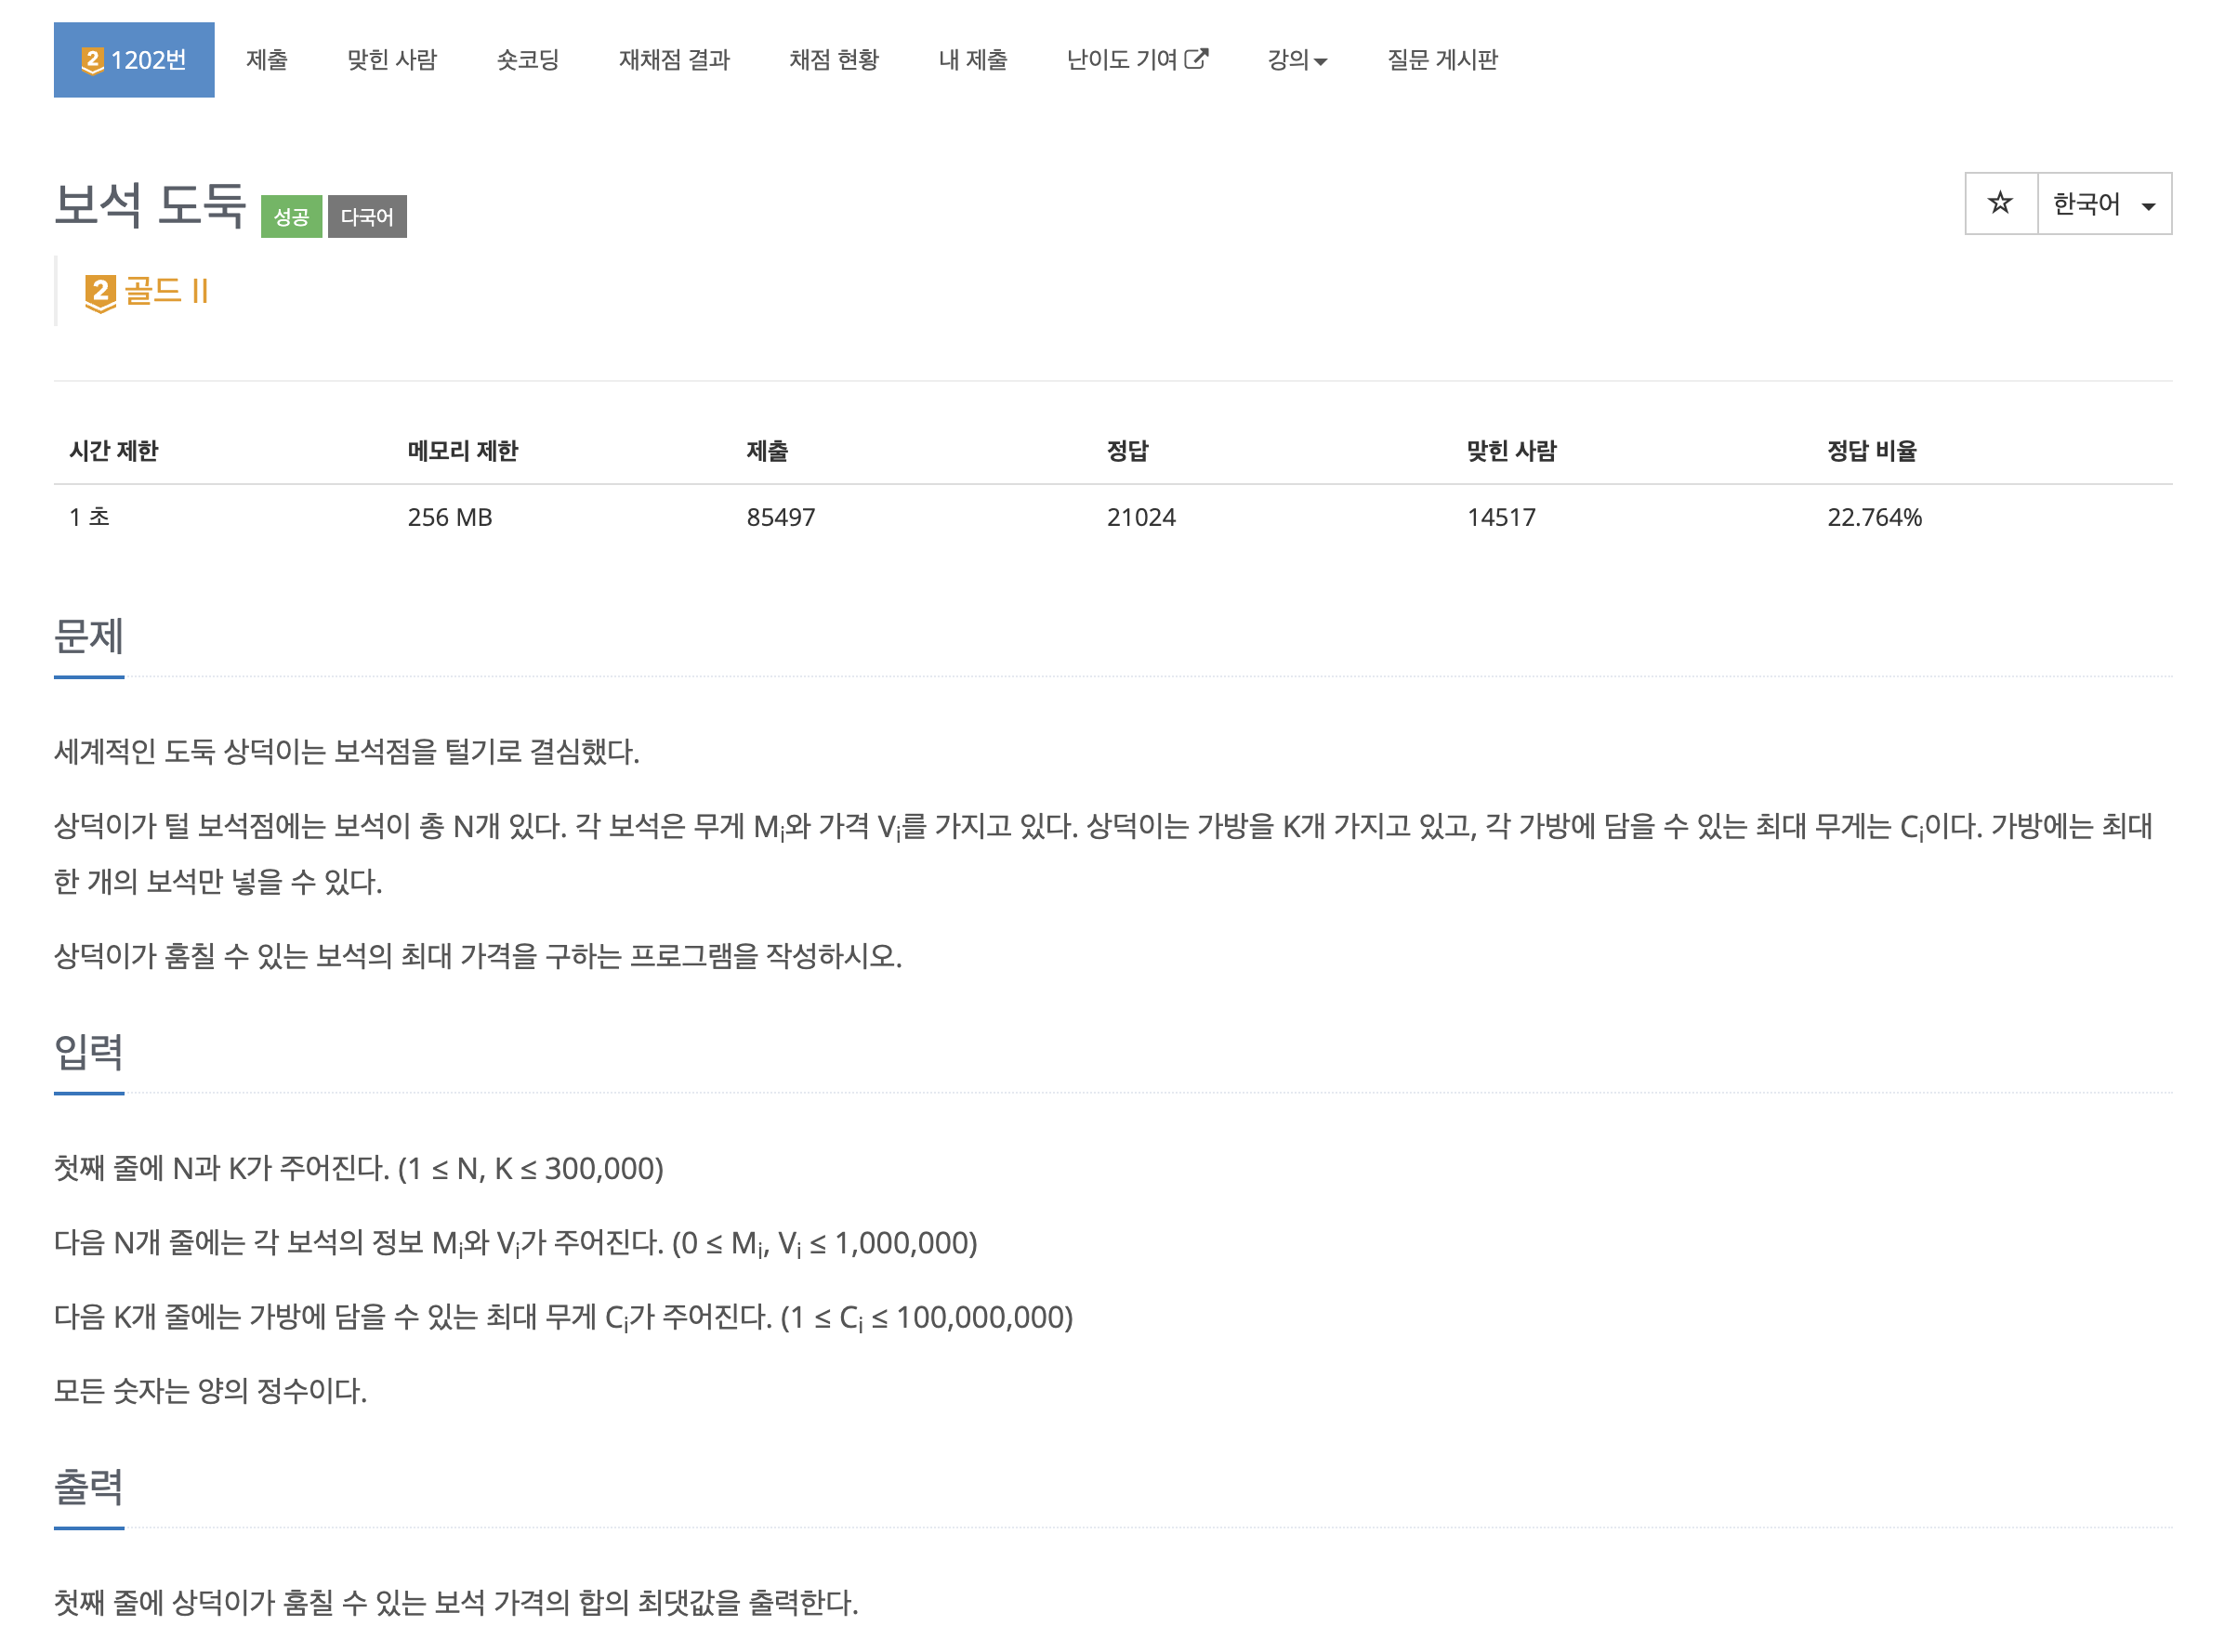 2 1202번 제출 맞힌 사람 숏코딩 재채점 결과 채점 현황 내 제출 난이도 기여 강의 질문 게시판
보석 도둑 성공 다국어 ☆ 한국어
2 골드 II
시간 제한 메모리 제한 제출 정답 맞힌 사람 정답 비율
1 초 256 MB 85497 21024 14517 22.764%
문제
세계적인 도둑 상덕이는 보석점을 털기로 결심했다.
상덕이가 털 보석점에는 보석이 총 N개 있다. 각 보석은 무게 Mi와 가격 Vi를 가지고 있다. 상덕이는 가방을 K개 가지고 있고, 각 가방에 담을 수 있는 최대 무게는 Ci이다. 가방에는 최대
한 개의 보석만 넣을 수 있다.
상덕이가 훔칠 수 있는 보석의 최대 가격을 구하는 프로그램을 작성하시오.
입력
첫째 줄에 N과 K가 주어진다. (1 ≤ N, K ≤ 300,000)
다음 N개 줄에는 각 보석의 정보 Mi와 Vi가 주어진다. (0 ≤ Mi, Vi ≤ 1,000,000)
다음 K개 줄에는 가방에 담을 수 있는 최대 무게 Ci가 주어진다. (1 ≤ Ci ≤ 100,000,000)
모든 숫자는 양의 정수이다.
출력
첫째 줄에 상덕이가 훔칠 수 있는 보석 가격의 합의 최댓값을 출력한다.